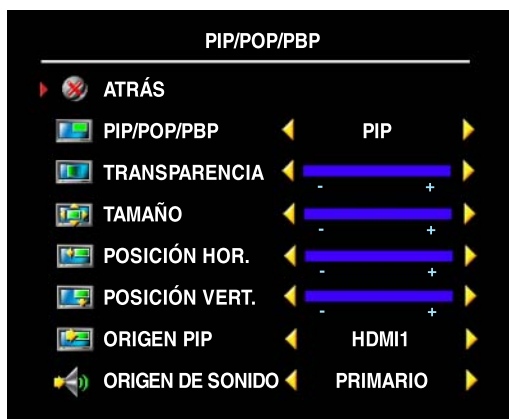 PIP/POP/PBP
ATRÁS
PIP/POP/PBP PIP
TRANSPARENCIA
- +
TAMAÑO
- +
POSICIÓN HOR.
- +
POSICIÓN VERT.
- +
ORIGEN PIP HDMI1
ORIGEN DE SONIDO PRIMARIO